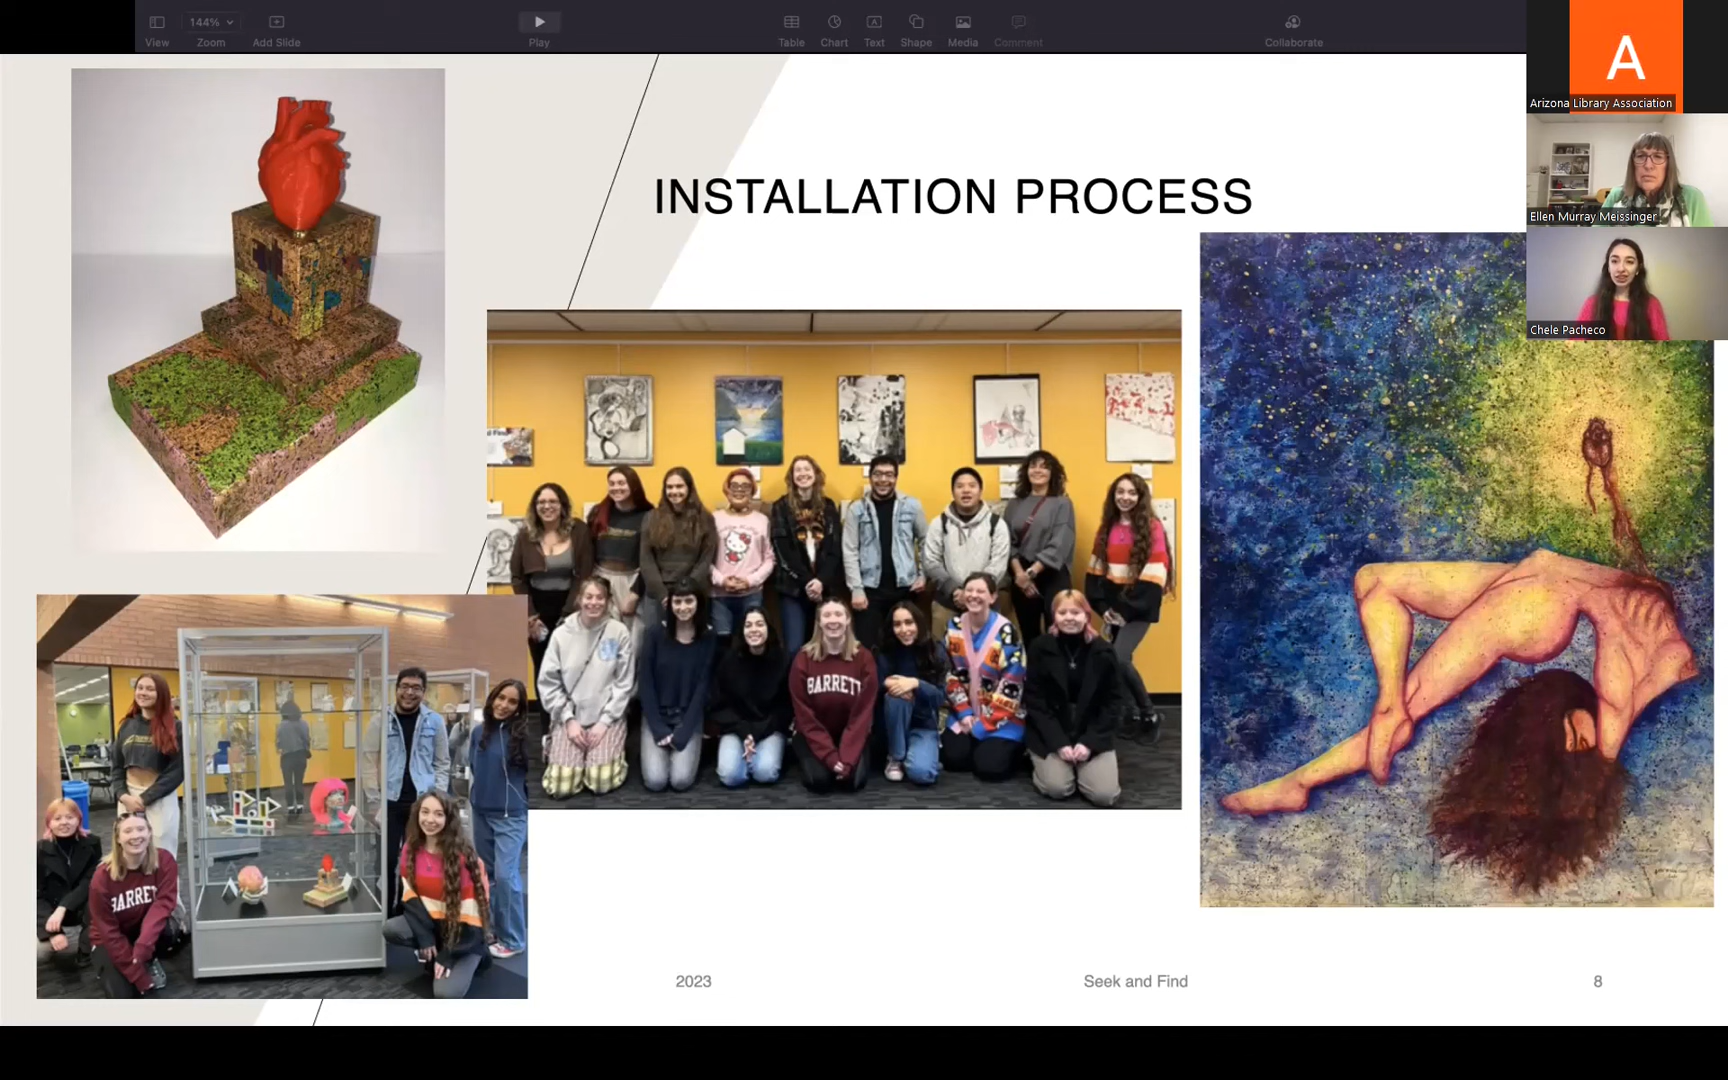 144%
View
Zoom
Add Slide
Play
Table
Chart
Text
Shape
Media
Comment
Collaborate
A
Arizona Library Association
Ellen Murray Meissinger
Chele Pacheco
INSTALLATION PROCESS
BARRETT
BARRET
2023
Seek and Find
8